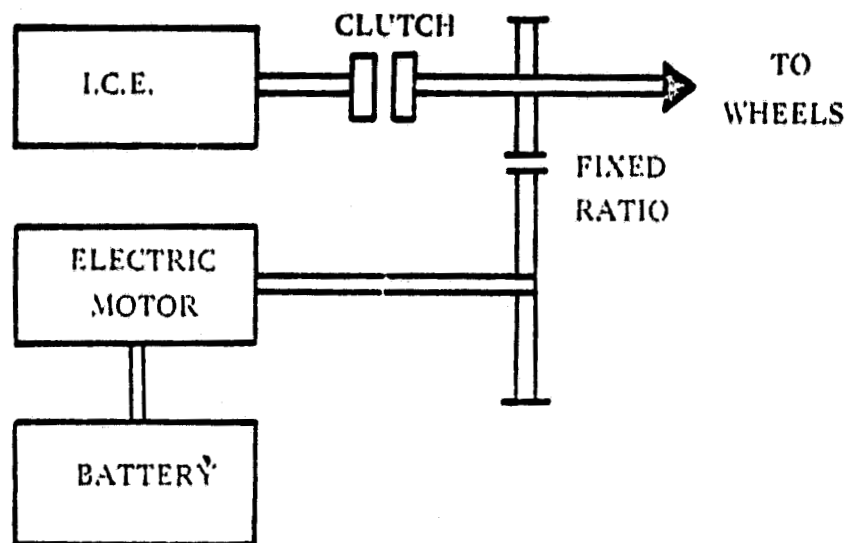 CLUTCH
I.C.E.
TO
WHEELS
FIXED
RATIO
ELECTRIC
MOTOR
BATTERY